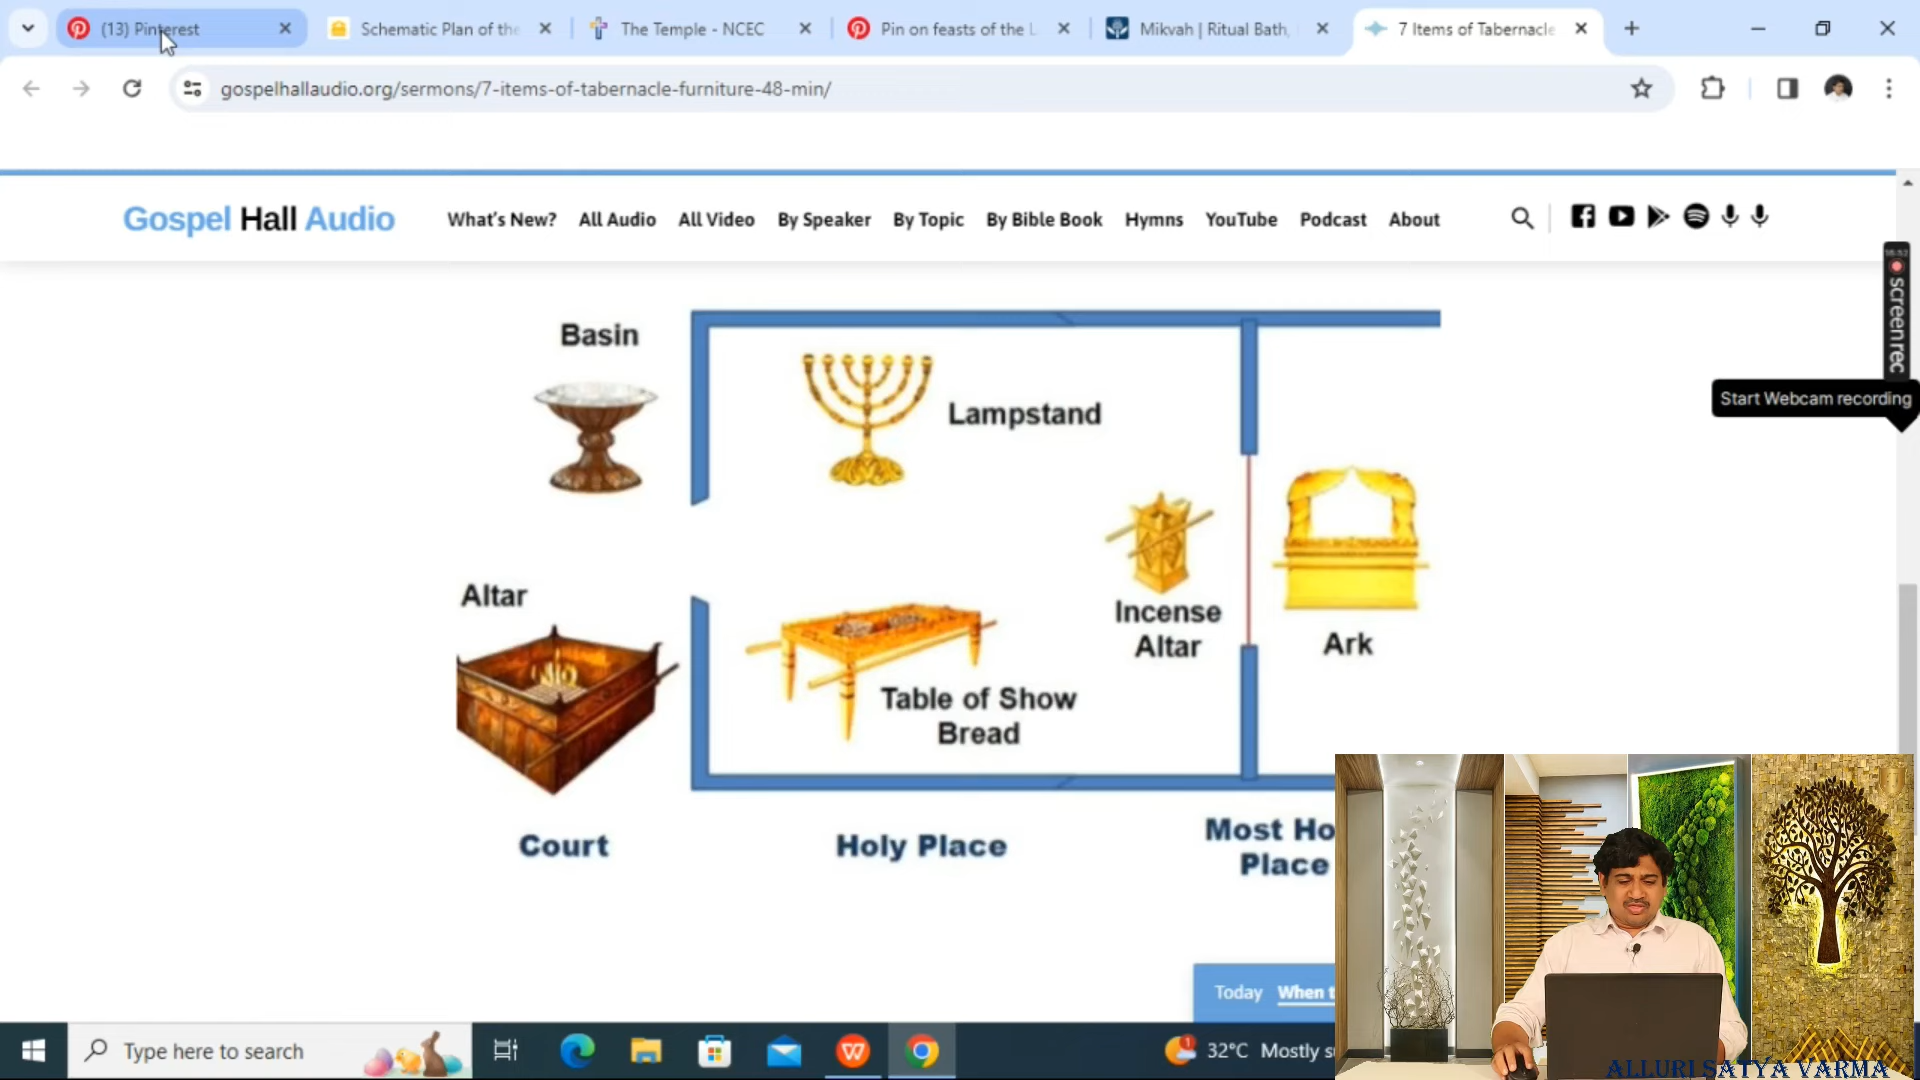 (13) Pinterest
Schematic Plan of the
The Temple - NCEC
Pin on feasts of the L
Mikvah | Ritual Bath,
7 Items of Tabernacle
gospelhallaudio.org/sermons/7-items-of-tabernacle-furniture-48-min/
Gospel Hall Audio
What's New? All Audio All Video By Speaker By Topic By Bible Book Hymns YouTube Podcast About
screenrec
Start Webcam recording
Basin
Lampstand
Altar
Incense
Altar
Ark
Table of Show
Bread
Court
Holy Place
Most Ho
Place
Today When t
Type here to search
1
32°C Mostly s
ALLURI SATYA VARMA